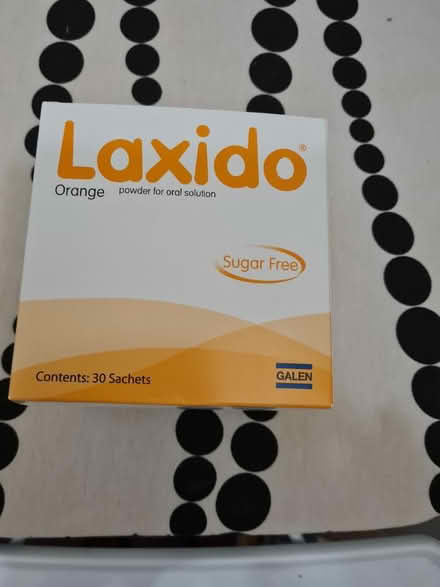 Laxido®
Orange powder for oral solution
Sugar Free
Contents: 30 Sachets
GALEN